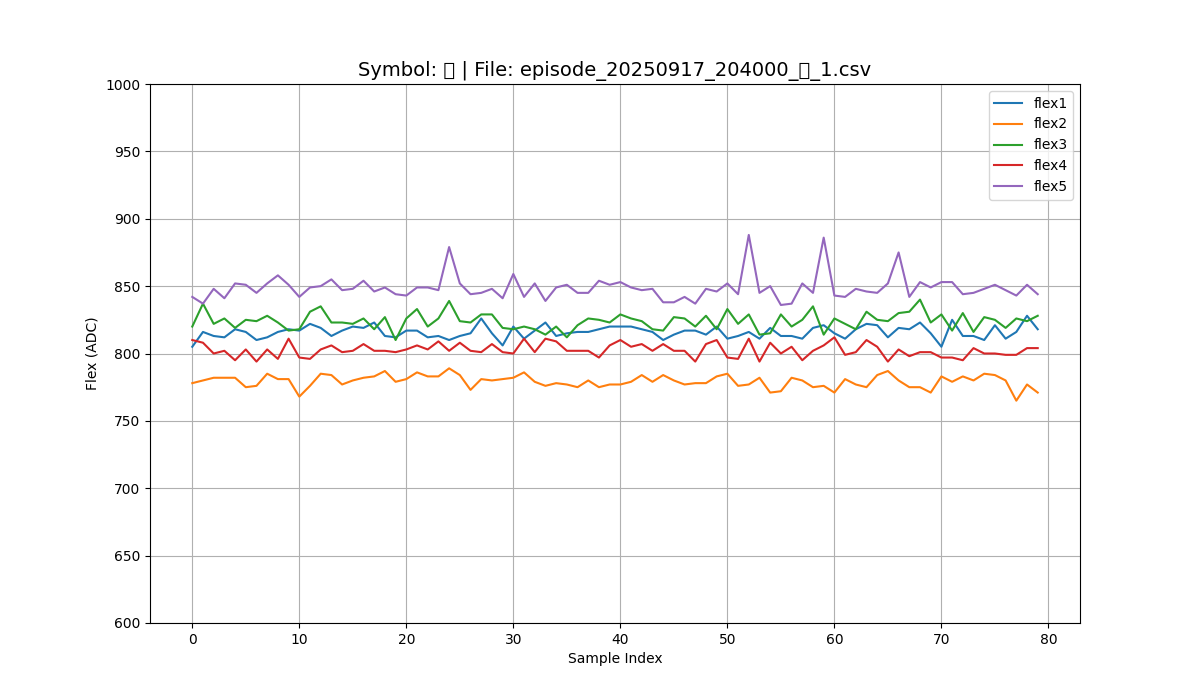 Symbol: | File: episode_20250917_204000_ _1.csv
1000
950
900
850
800
750
700
650
600
Flex (ADC)
0 10 20 30 40 50 60 70 80
Sample Index
flex1
flex2
flex3
flex4
flex5